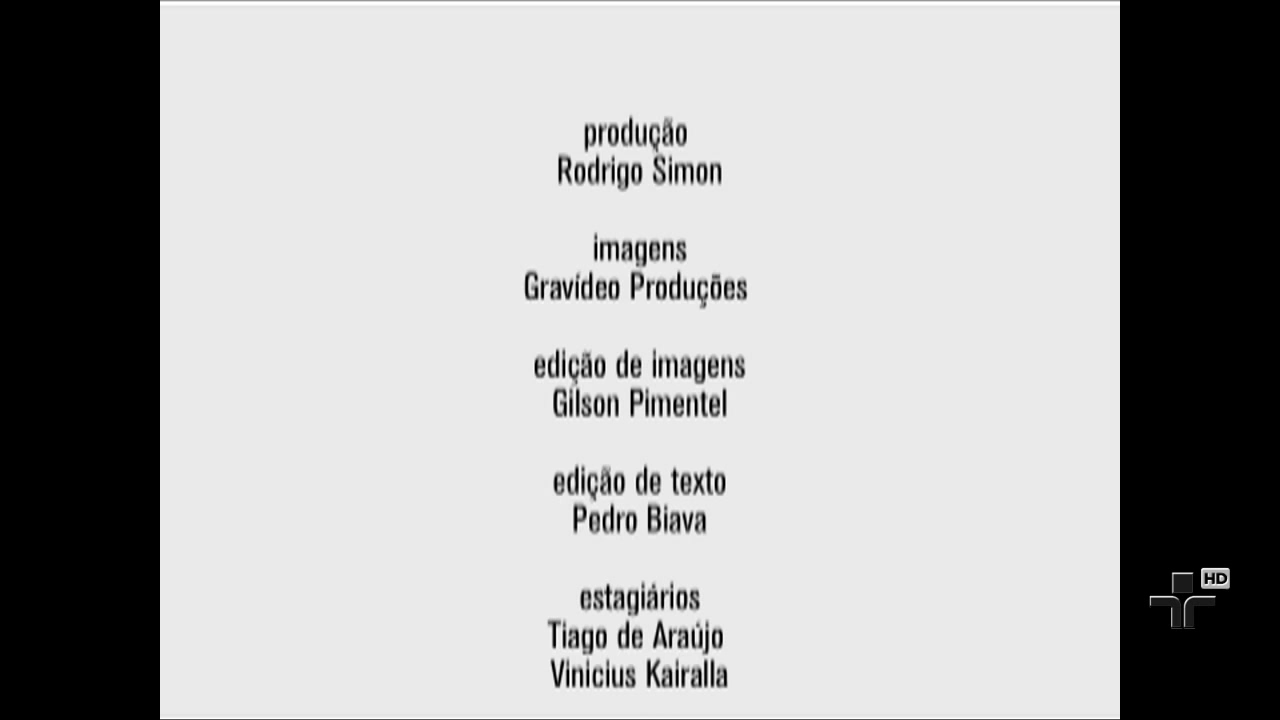 produção
Rodrigo Simon
imagens
Gravídeo Produções
edição de imagens
Gilson Pimentel
edição de texto
Pedro Biava
estagiários
Tiago de Araújo
Vinicius Kairalla
HD